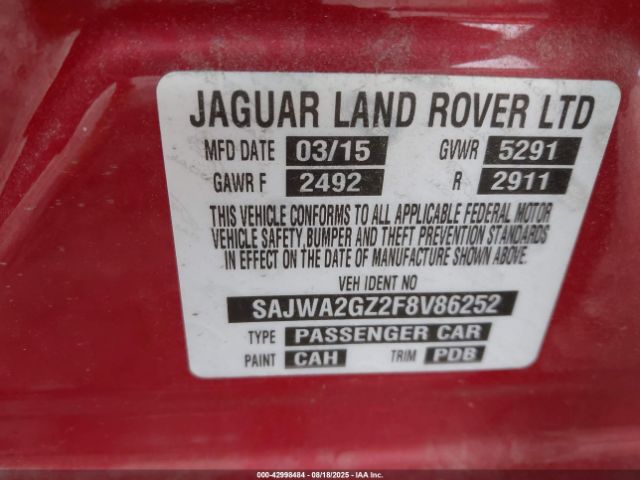 JAGUAR LAND ROVER LTD
MFD DATE 03/15 GVWR 5291
GAWR F 2492 R 2911
THIS VEHICLE CONFORMS TO ALL APPLICABLE FEDERAL MOTOR
VEHICLE SAFETY,BUMPER AND THEFT PREVENTION STANDARDS
IN EFFECT ON THE DATE OF MANUFACTURE SHOWN ABOVE.
VEH IDENT NO
SAJWA2GZ2F8V86252
TYPE PASSENGER CAR
PAINT CAH TRIM PDB
000-42998484 - 08/18/2025 - IAA Inc.